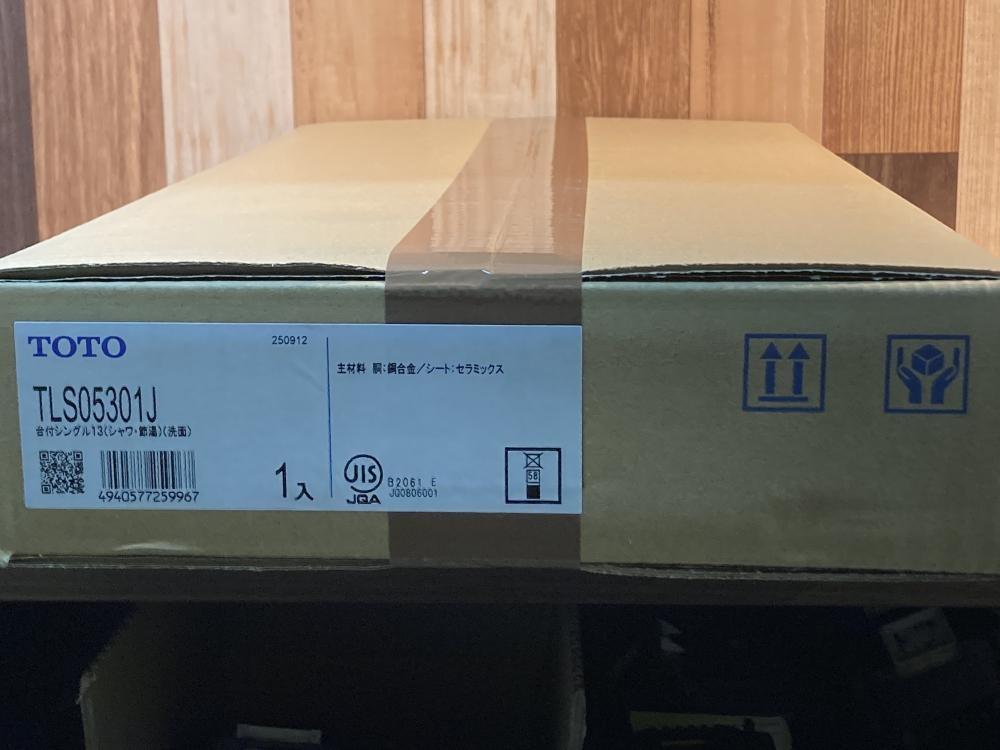 TOTO
250912
TLS05301J
台付シングル13(シャワ・節湯)(洗面)
4940577259967
1入
主材料 胴:銅合金/シート:セラミックス
JIS
JQA
B2061 E
JQ0806001
58